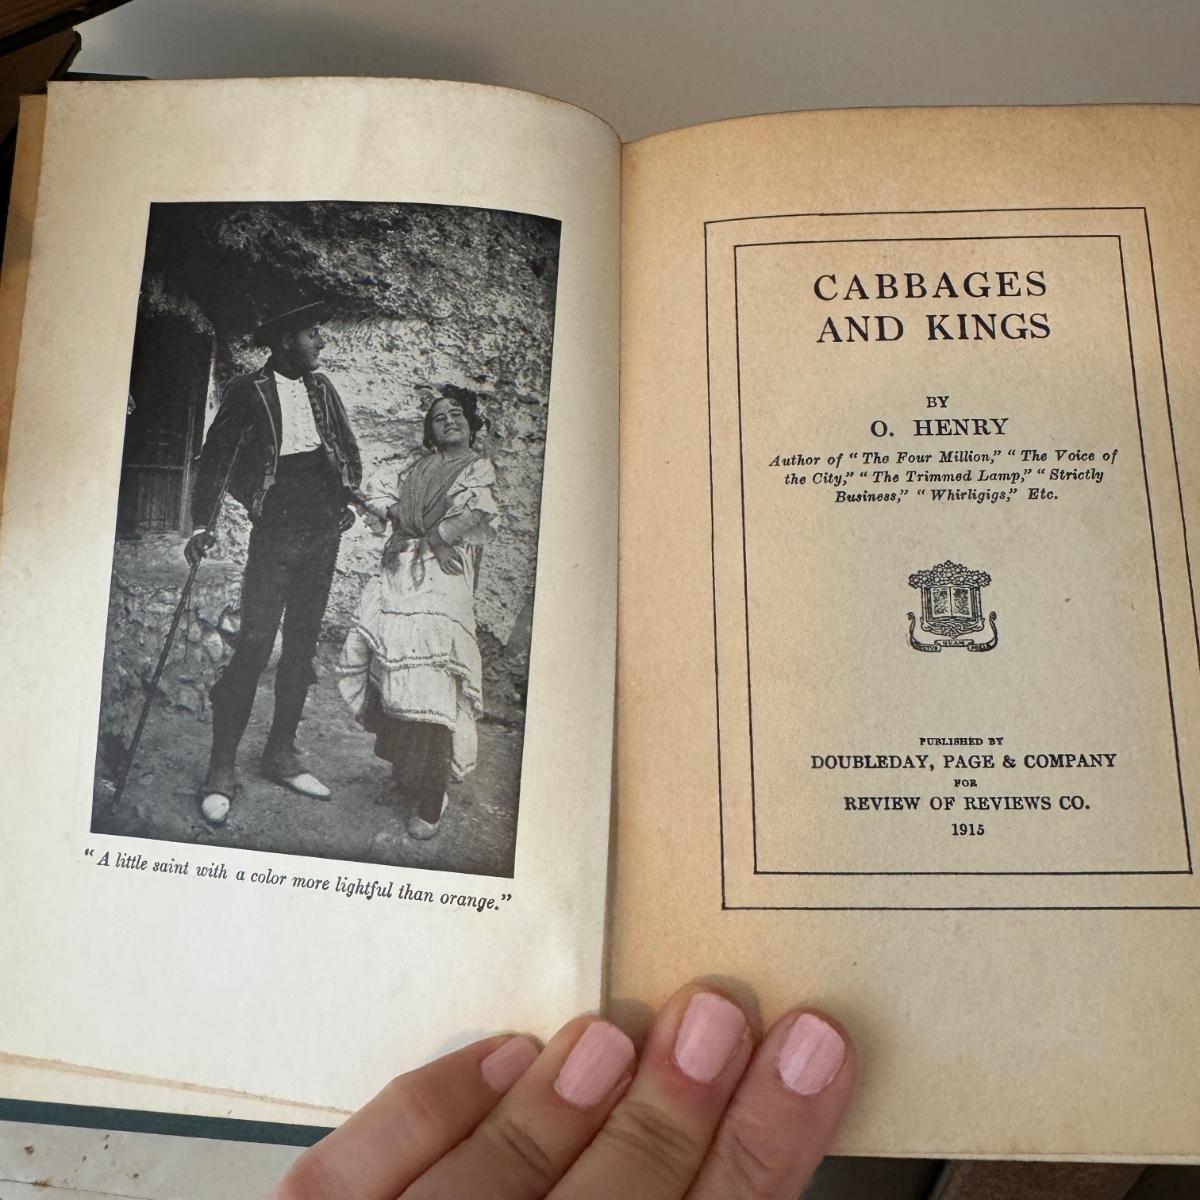 “A little saint with a color more lightful than orange.”
CABBAGES
AND KINGS
BY
O. HENRY
Author of “The Four Million,” “The Voice of
the City,” “The Trimmed Lamp,” “Strictly
Business,” “Whirligigs,” Etc.
QUAM
PUBLISHED BY
DOUBLEDAY, PAGE & COMPANY
FOR
REVIEW OF REVIEWS CO.
1915